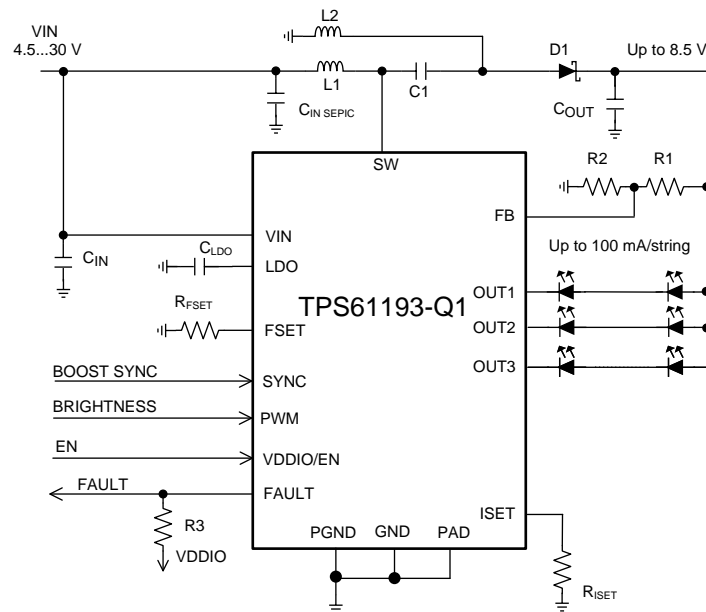 L2
VIN
4.5...30 V
D1
Up to 8.5 V
L1
C1
CIN SEPIC
COUT
SW
R2
R1
FB
VIN
CIN
CLDO
LDO
Up to 100 mA/string
TPS61193-Q1
OUT1
RFSET
FSET
OUT2
OUT3
BOOST SYNC
SYNC
BRIGHTNESS
PWM
EN
VDDIO/EN
FAULT
FAULT
ISET
R3
PGND
GND
PAD
VDDIO
RISET